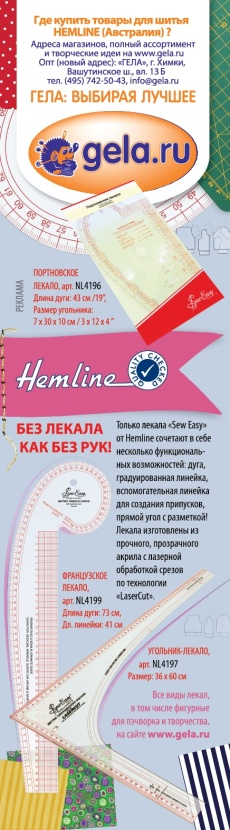 Где купить товары для шитья
HEMLINE (Австралия) ?
Адреса магазинов, полный ассортимент
и творческие идеи на www.gela.ru
Опт (новый адрес): «ГЕЛА», г. Химки,
Вашутинское ш., вл. 13 Б
тел. (495) 742-50-43, info@gela.ru
ГЕЛА: ВЫБИРАЯ ЛУЧШЕЕ
gela.ru
РЕКЛАМА
ПОРТНОВСКОЕ
ЛЕКАЛО, арт. NL4196
Длина дуги: 43 см /19",
Размер угольника:
7 x 30 x 10 см / 3 x 12 x 4 "
Sew Easy
Hemline
QUALITY CHECKED
БЕЗ ЛЕКАЛА
КАК БЕЗ РУК!
Только лекала «Sew Easy»
от Hemline сочетают в себе
несколько функциональ-
ных возможностей: дуга,
градуированная линейка,
вспомогательная линейка
для создания припусков,
прямой угол с разметкой!
Лекала изготовлены из
прочного, прозрачного
акрила с лазерной
обработкой срезов
по технологии
«LaserCut».
Sew Easy
ФРАНЦУЗСКОЕ
ЛЕКАЛО,
арт. NL4199
Длина дуги: 73 см,
Дл. линейки: 41 см
Sew Easy
УГОЛЬНИК-ЛЕКАЛО,
арт. NL4197
Размер: 36 x 60 см
Все виды лекал,
в том числе фигурные
для пэчворка и творчества,
на сайте www.gela.ru